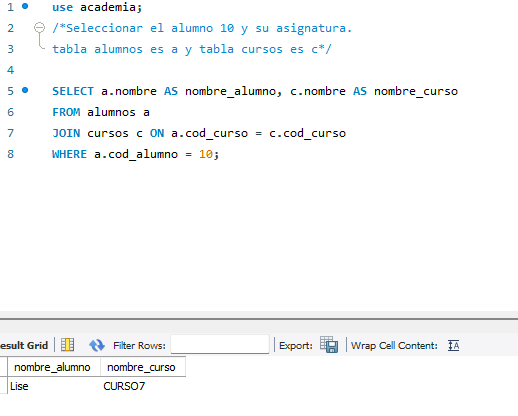 1 use academia;
2 /*Seleccionar el alumno 10 y su asignatura.
3 tabla alumnos es a y tabla cursos es c*/
4
5 SELECT a.nombre AS nombre_alumno, c.nombre AS nombre_curso
6 FROM alumnos a
7 JOIN cursos c ON a.cod_curso = c.cod_curso
8 WHERE a.cod_alumno = 10;
esult Grid Filter Rows: Export: Wrap Cell Content:
nombre_alumno nombre_curso
Lise CURSO7